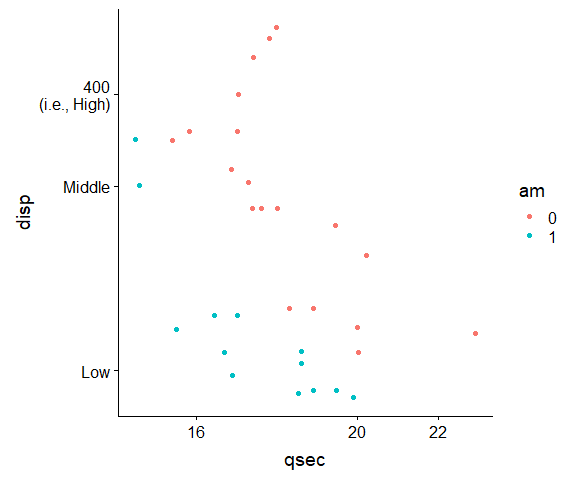 400
(i.e., High)
Middle
Low
disp
16
20
22
qsec
am
0
1